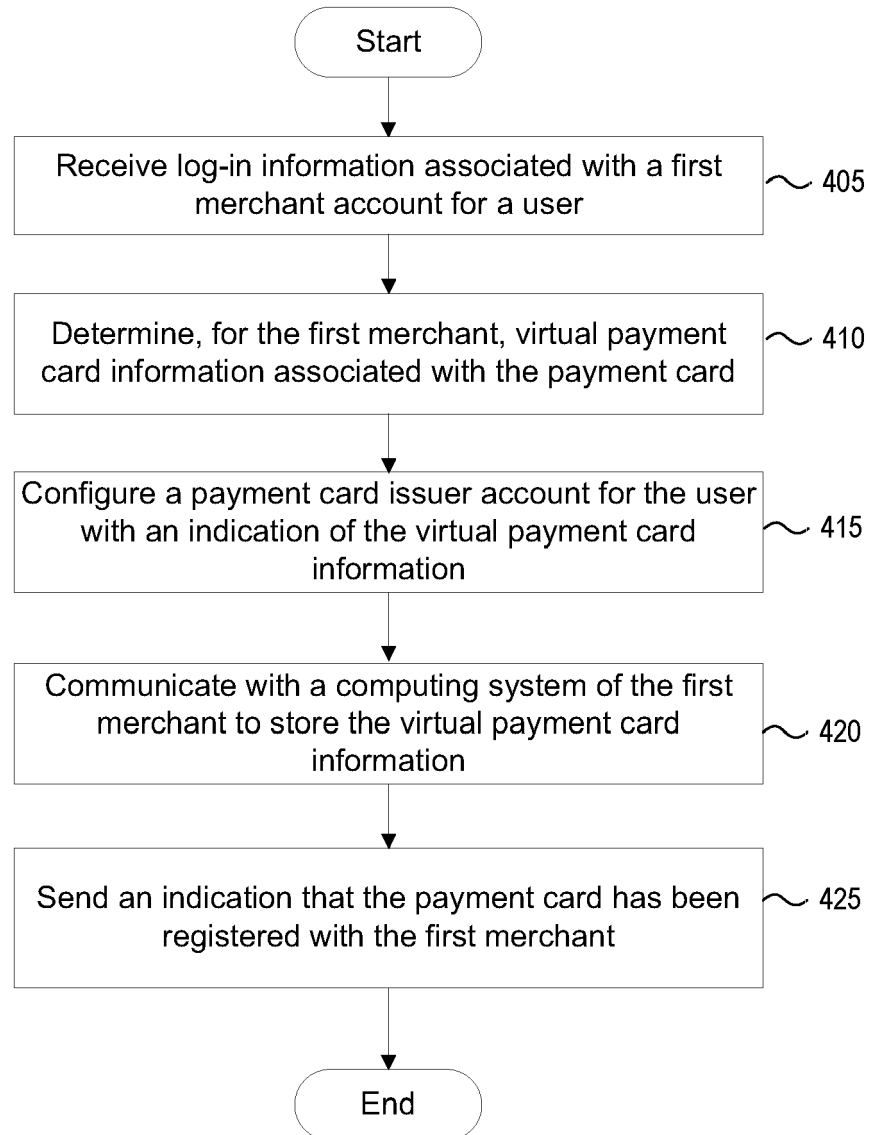 Start
Receive log-in information associated with a first
merchant account for a user
405
Determine, for the first merchant, virtual payment
card information associated with the payment card
410
Configure a payment card issuer account for the user
with an indication of the virtual payment card
information
415
Communicate with a computing system of the first
merchant to store the virtual payment card
information
420
Send an indication that the payment card has been
registered with the first merchant
425
End